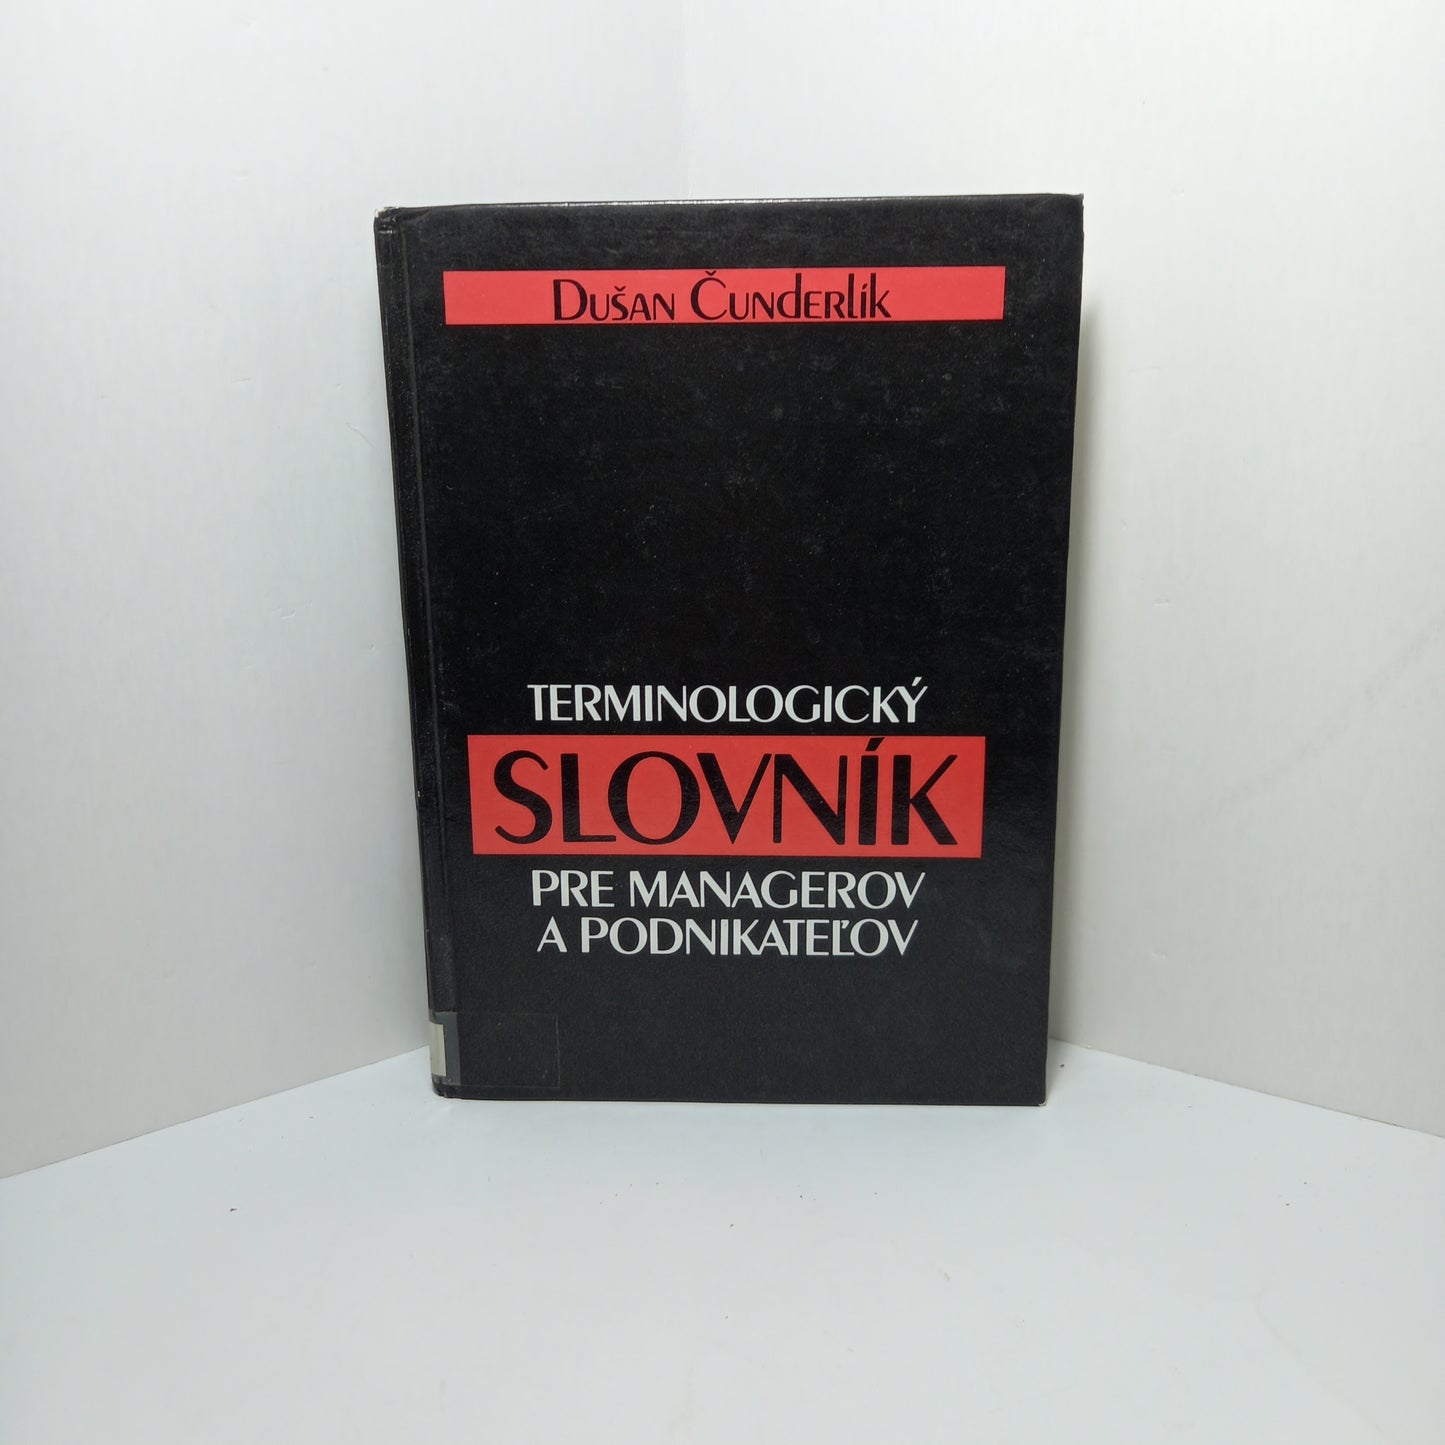 Dušan Čunderlík
TERMINOLOGICKÝ
SLOVNÍK
PRE MANAGEROV
A PODNIKATEĽOV